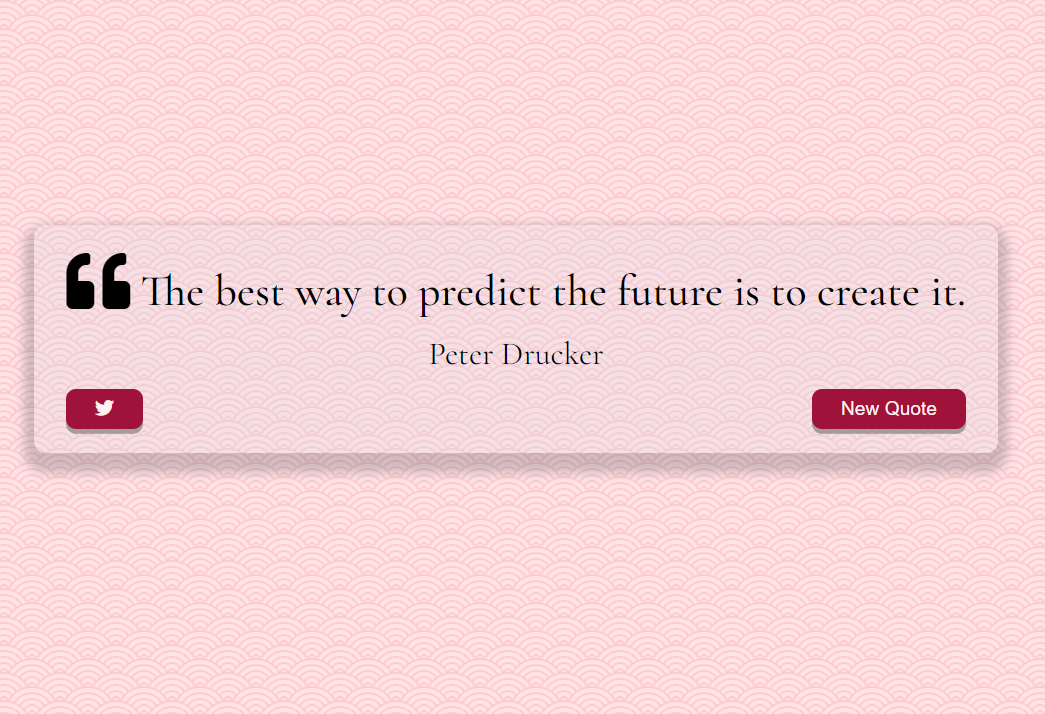 The best way to predict the future is to create it.
Peter Drucker
New Quote